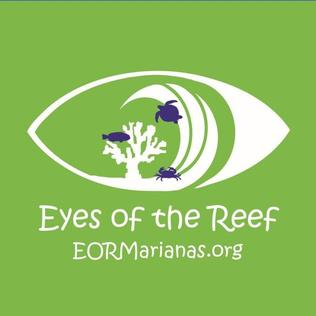 Eyes of the Reef
EORMarianas.org